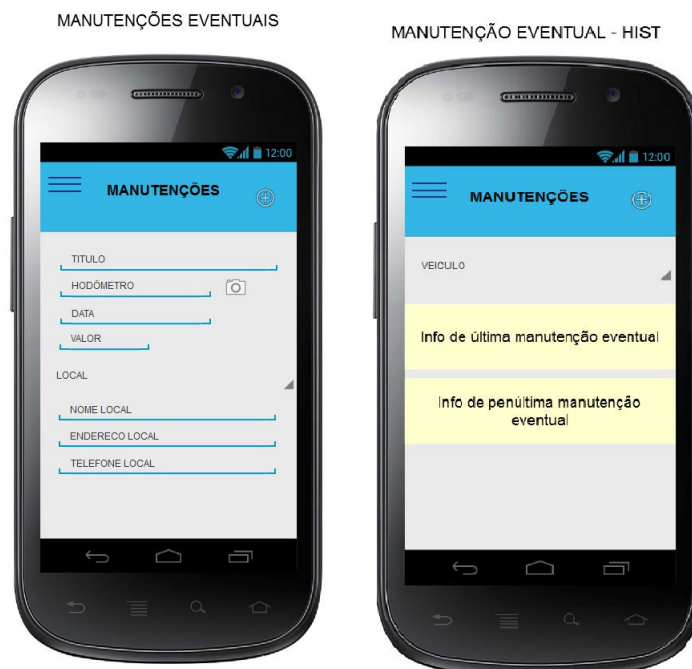 MANUTENÇÕES EVENTUAIS
12:00
MANUTENÇÕES
TITULO
HODÔMETRO
DATA
VALOR
LOCAL
NOME LOCAL
ENDERECO LOCAL
TELEFONE LOCAL
MANUTENÇÃO EVENTUAL - HIST
12:00
MANUTENÇÕES
VEICULO
Info de última manutenção eventual
Info de penúltima manutenção
eventual